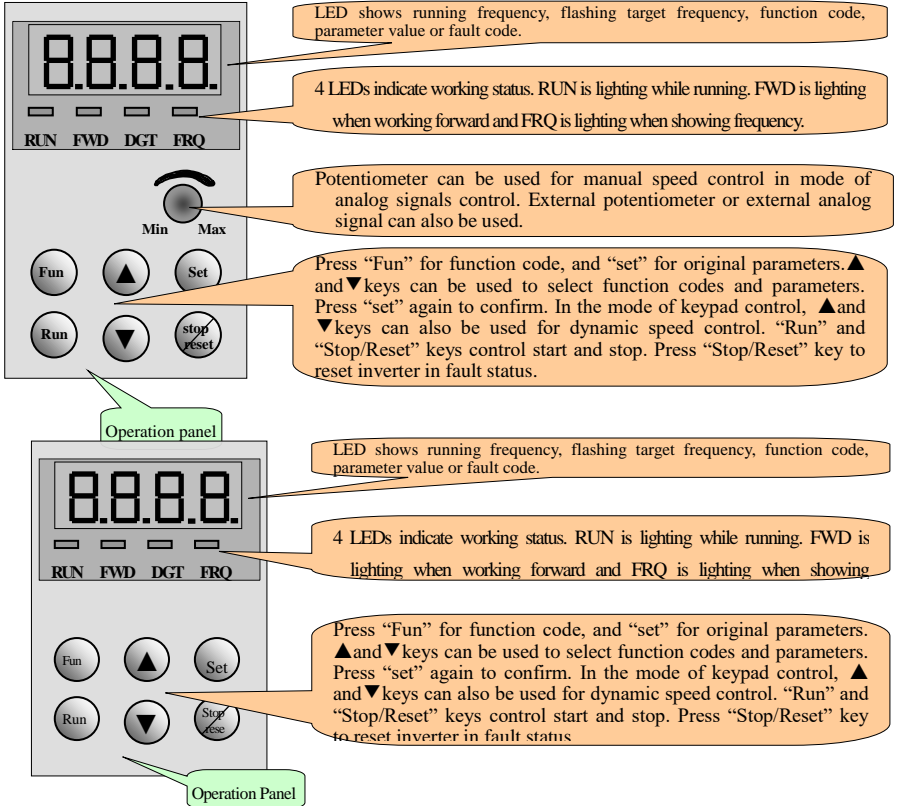 LED shows running frequency, flashing target frequency, function code,
parameter value or fault code.
8.8.8.8.
4 LEDs indicate working status. RUN is lighting while running. FWD is lighting
when working forward and FRQ is lighting when showing frequency.
RUN FWD DGT FRQ
Potentiometer can be used for manual speed control in mode of
analog signals control. External potentiometer or external analog
signal can also be used.
Min Max
Press “Fun” for function code, and “set” for original parameters.▲
and▼keys can be used to select function codes and parameters.
Press “set” again to confirm. In the mode of keypad control, ▲and
▼keys can also be used for dynamic speed control. “Run” and
“Stop/Reset” keys control start and stop. Press “Stop/Reset” key to
reset inverter in fault status.
Fun ▲ Set
Run ▼ stop
reset
Operation panel
LED shows running frequency, flashing target frequency, function code,
parameter value or fault code.
8.8.8.8.
4 LEDs indicate working status. RUN is lighting while running. FWD is
lighting when working forward and FRQ is lighting when showing
RUN FWD DGT FRQ
Press “Fun” for function code, and “set” for original parameters.
▲and▼keys can be used to select function codes and parameters.
Press “set” again to confirm. In the mode of keypad control, ▲
and▼keys can also be used for dynamic speed control. “Run” and
“Stop/Reset” keys control start and stop. Press “Stop/Reset” key
to reset inverter in fault status
Fun ▲ Set
Run ▼ Stop
rese
Operation Panel